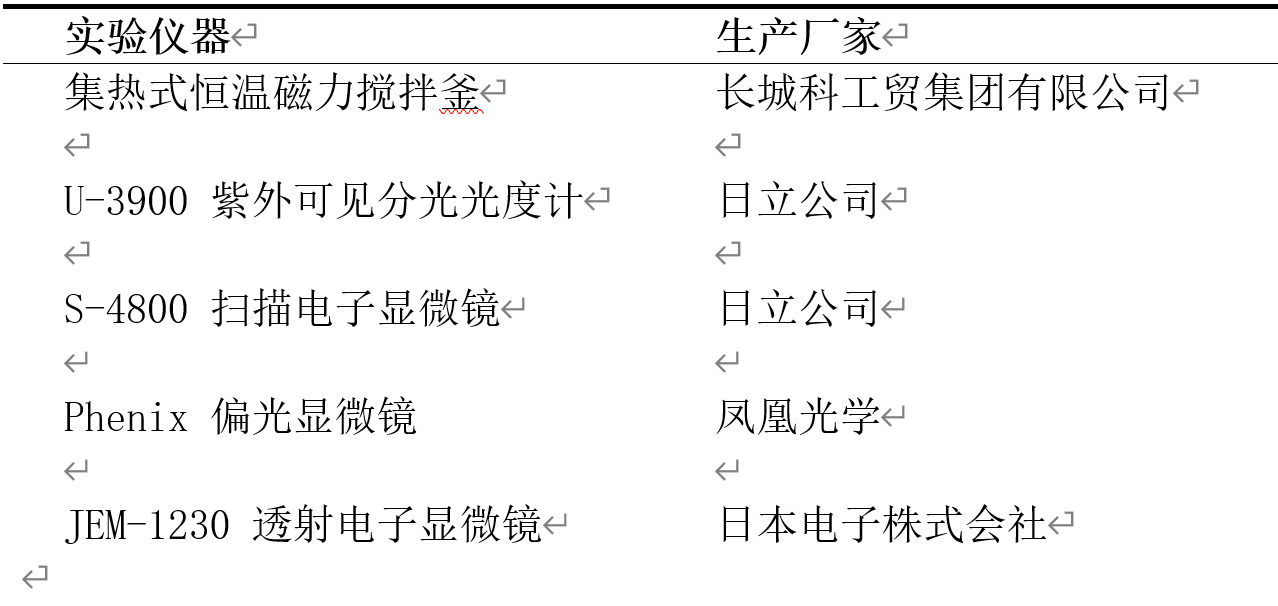 实验仪器 生产厂家
集热式恒温磁力搅拌釜 长城科工贸集团有限公司
U-3900 紫外可见分光光度计 日立公司
S-4800 扫描电子显微镜 日立公司
Phenix 偏光显微镜 凤凰光学
JEM-1230 透射电子显微镜 日本电子株式会社